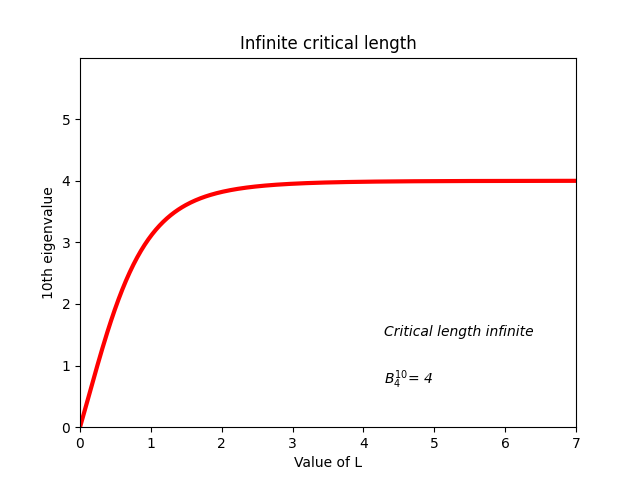 Infinite critical length
10th eigenvalue
5
4
3
2
1
0
Critical length infinite
$B_4^{10}$= 4
0 1 2 3 4 5 6 7
Value of L